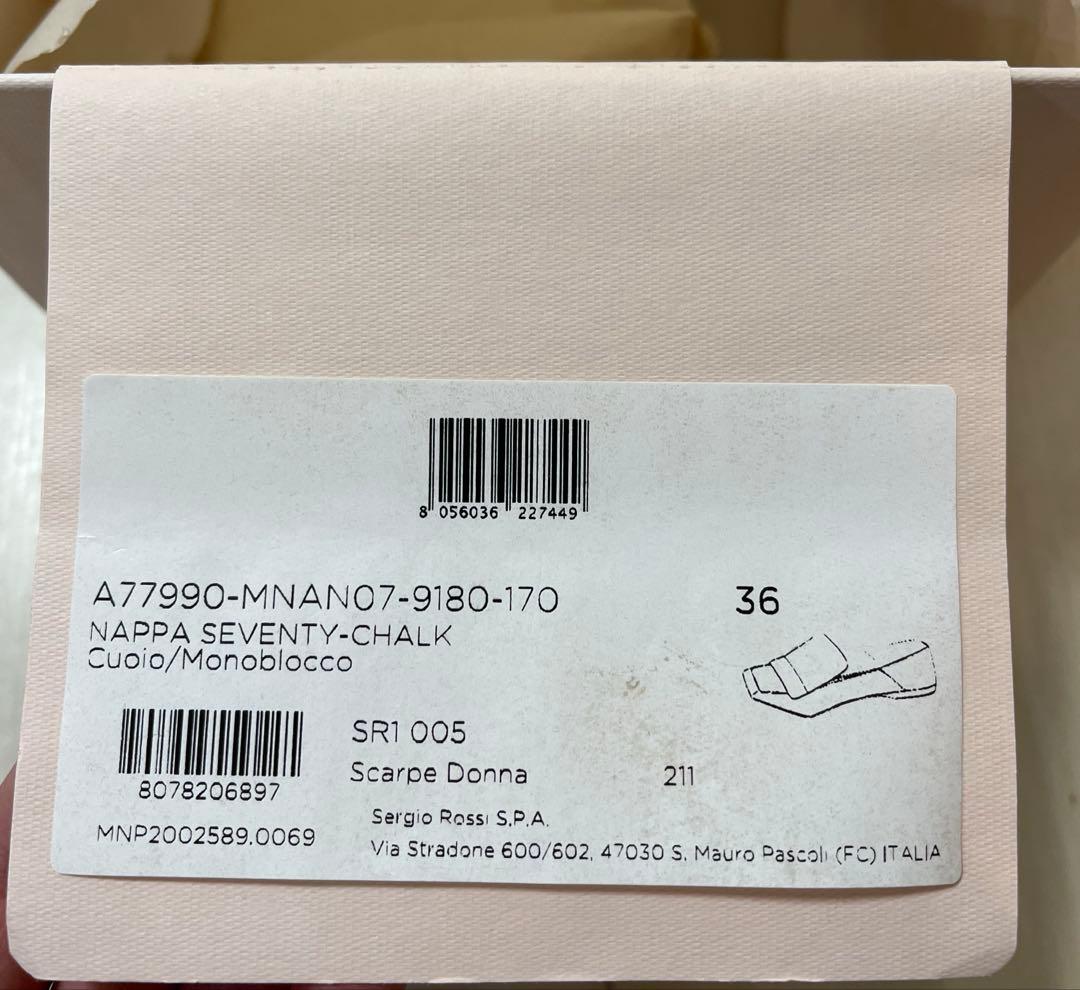 8 056036 227449
A77990-MNAN07-9180-170
36
NAPPA SEVENTY-CHALK
Cuoio/Monoblocco
SR1 005
Scarpe Donna
211
8078206897
MNP2002589.0069
Sergio Rossi S.P.A.
Via Stradone 600/602, 47030 S. Mauro Pascoli (FC) ITALIA